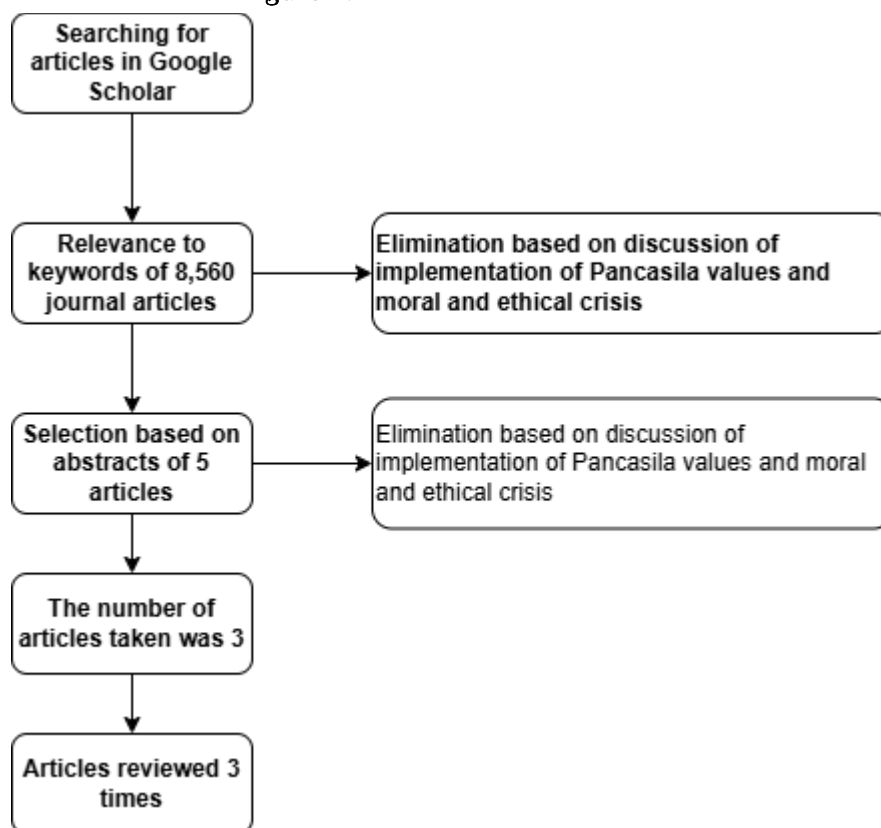 Searching for
articles in Google
Scholar
Relevance to
keywords of 8,560
journal articles
Elimination based on discussion of
implementation of Pancasila values and
moral and ethical crisis
Selection based on
abstracts of 5
articles
Elimination based on discussion of
implementation of Pancasila values and moral
and ethical crisis
The number of
articles taken was 3
Articles reviewed 3
times